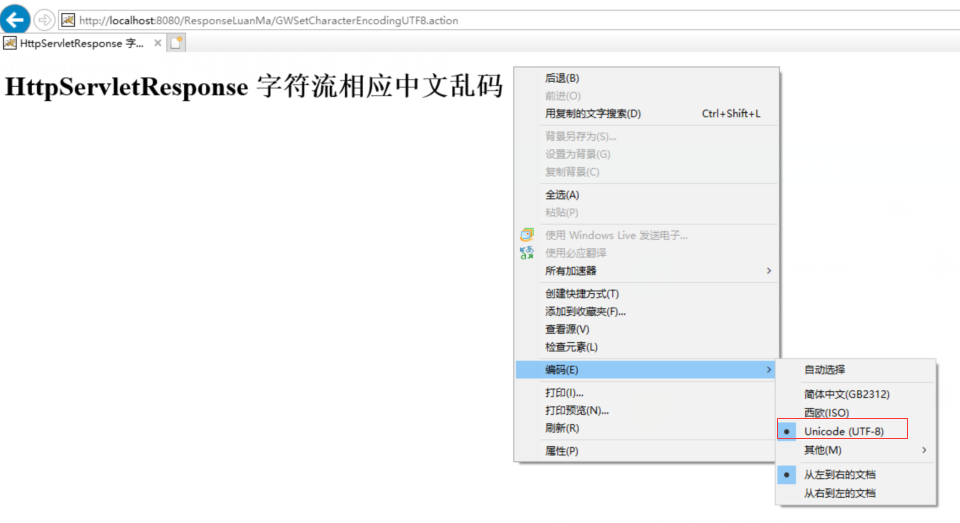 http://localhost:8080/ResponseLuanMa/GWSetCharacterEncodingUTF8.action
HttpServletResponse 字...
HttpServletResponse 字符流相应中文乱码
后退(B)
前进(O)
用复制的文字搜索(D) Ctrl+Shift+L
背景另存为(S)...
设置为背景(G)
复制背景(C)
全选(A)
粘贴(P)
使用 Windows Live 发送电子...
使用必应翻译
所有加速器
创建快捷方式(T)
添加到收藏夹(F)...
查看源(V)
检查元素(L)
编码(E)
自动选择
简体中文(GB2312)
西欧(ISO)
Unicode (UTF-8)
其他(M)
从左到右的文档
从右到左的文档
打印(I)...
打印预览(N)...
刷新(R)
属性(P)